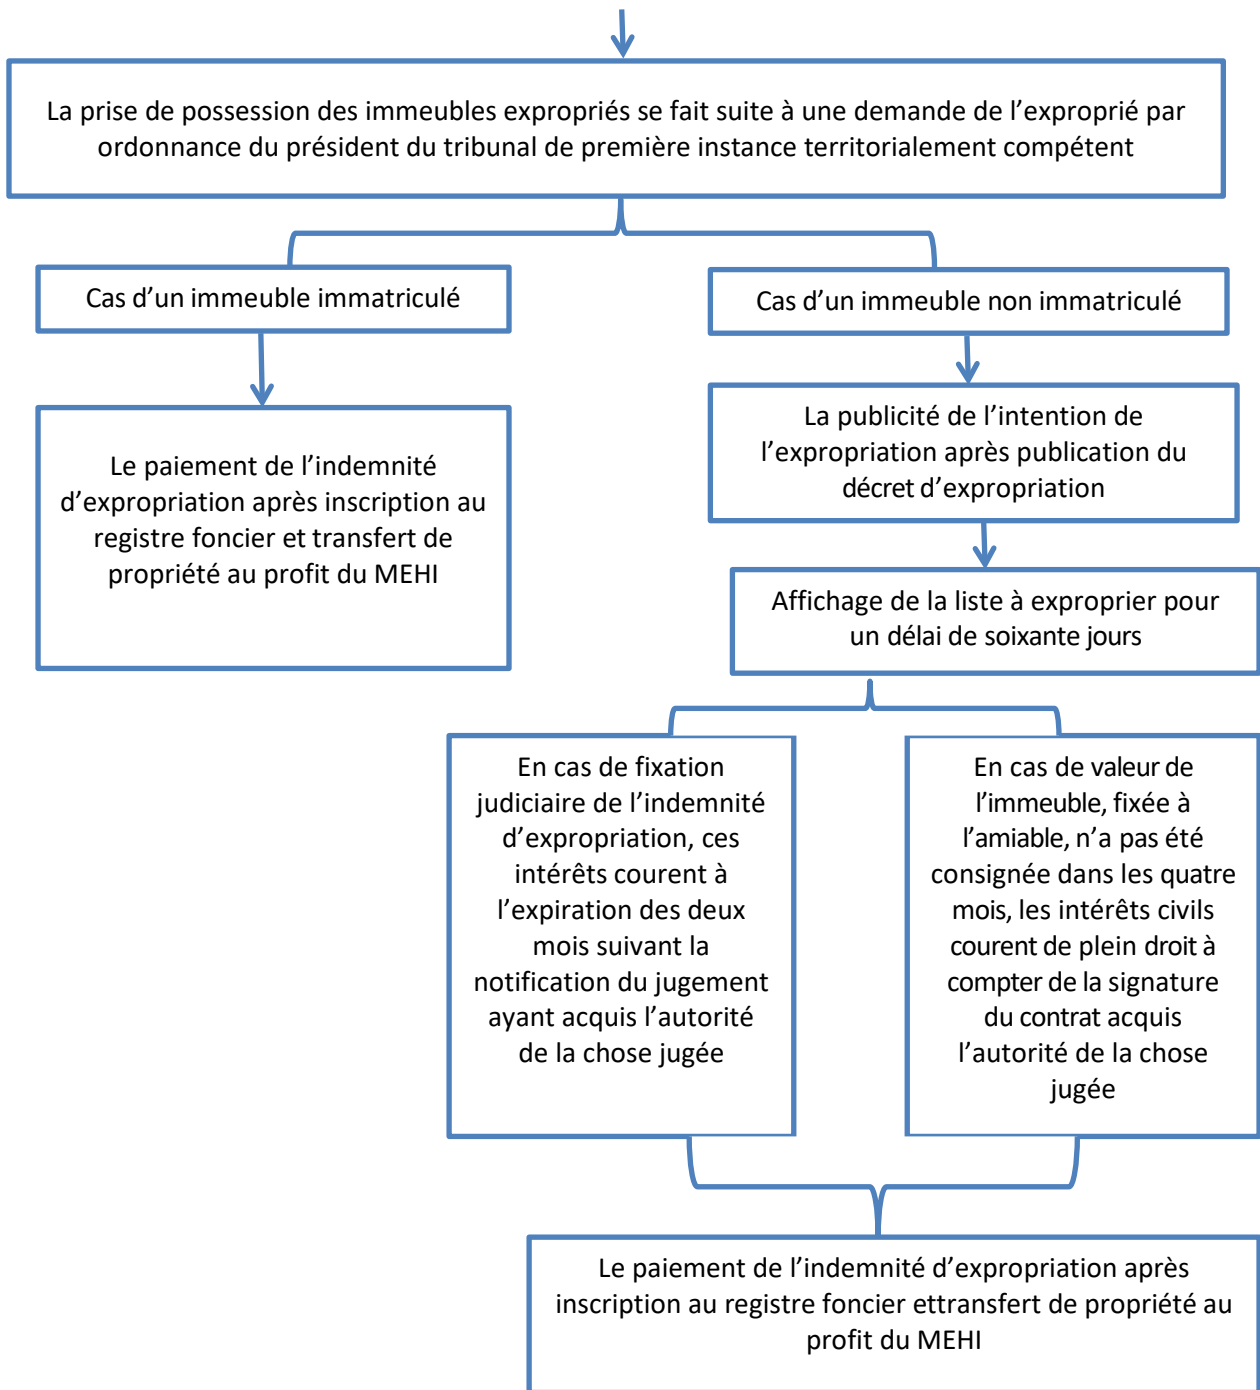 La prise de possession des immeubles expropriés se fait suite à une demande de l’exproprié par
ordonnance du président du tribunal de première instance territorialement compétent
Cas d’un immeuble immatriculé
Cas d’un immeuble non immatriculé
Le paiement de l’indemnité
d’expropriation après inscription au
registre foncier et transfert de
propriété au profit du MEHI
La publicité de l’intention de
l’expropriation après publication du
décret d’expropriation
Affichage de la liste à exproprier pour
un délai de soixante jours
En cas de fixation
judiciaire de l’indemnité
d’expropriation, ces
intérêts courent à
l’expiration des deux
mois suivant la
notification du jugement
ayant acquis l’autorité
de la chose jugée
En cas de valeur de
l’immeuble, fixée à
l’amiable, n’a pas été
consignée dans les quatre
mois, les intérêts civils
courent de plein droit à
compter de la signature
du contrat acquis
l’autorité de la chose
jugée
Le paiement de l’indemnité d’expropriation après
inscription au registre foncier ettransfert de propriété au
profit du MEHI